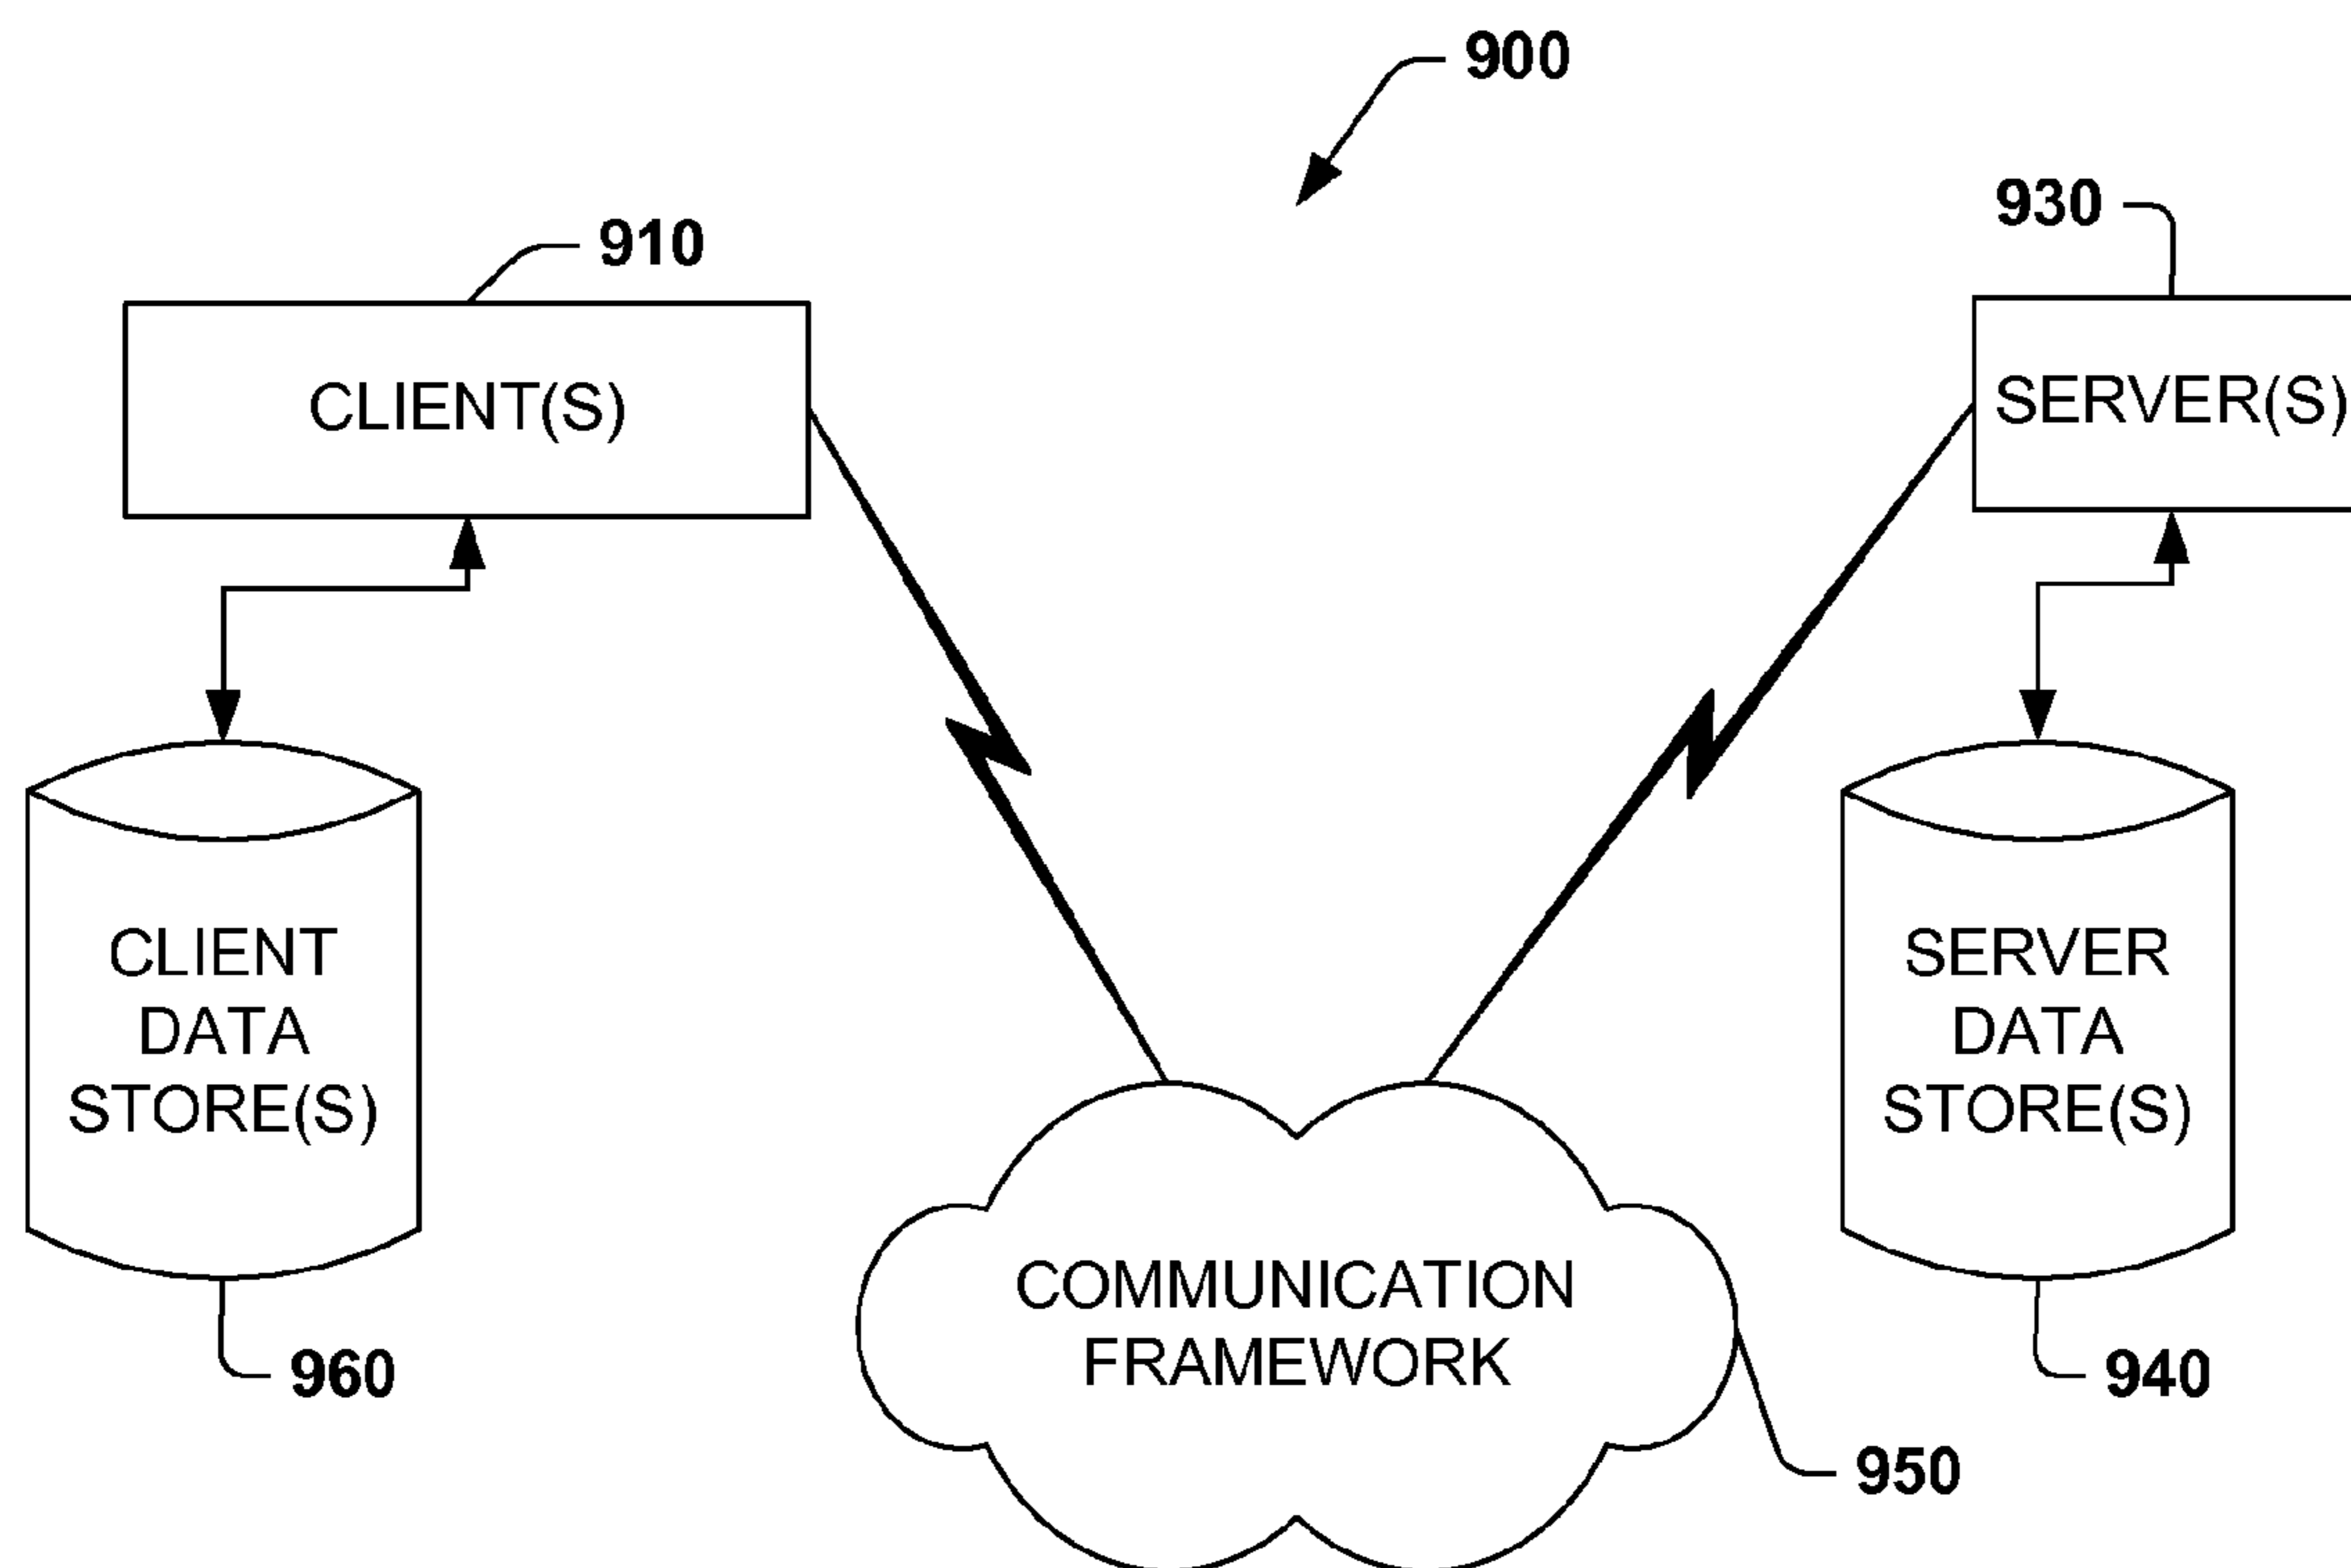 900
910
930
CLIENT(S)
SERVER(S)
CLIENT
DATA
STORE(S)
SERVER
DATA
STORE(S)
COMMUNICATION
FRAMEWORK
960
940
950